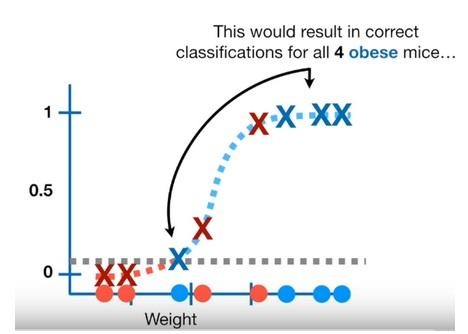 This would result in correct
classifications for all 4 obese mice…
1
0.5
0
Weight